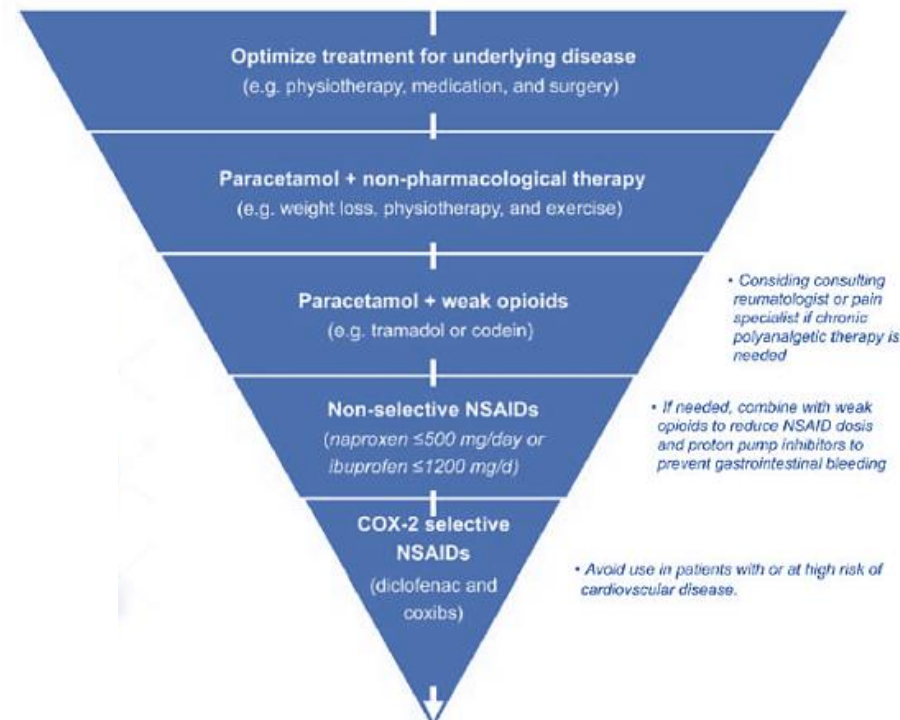 Optimize treatment for underlying disease
(e.g. physiotherapy, medication, and surgery)
Paracetamol + non-pharmacological therapy
(e.g. weight loss, physiotherapy, and exercise)
Paracetamol + weak opioids
(e.g. tramadol or codein)
• Considing consulting
reumatologist or pain
specialist if chronic
polyanalgetic therapy is
needed
Non-selective NSAIDs
(naproxen ≤500 mg/day or
ibuprofen ≤1200 mg/d)
• If needed, combine with weak
opioids to reduce NSAID dosis
and proton pump inhibitors to
prevent gastrointestinal bleeding
COX-2 selective
NSAIDs
(diclofenac and
coxibs)
• Avoid use in patients with or at high risk of
cardiovscular disease.